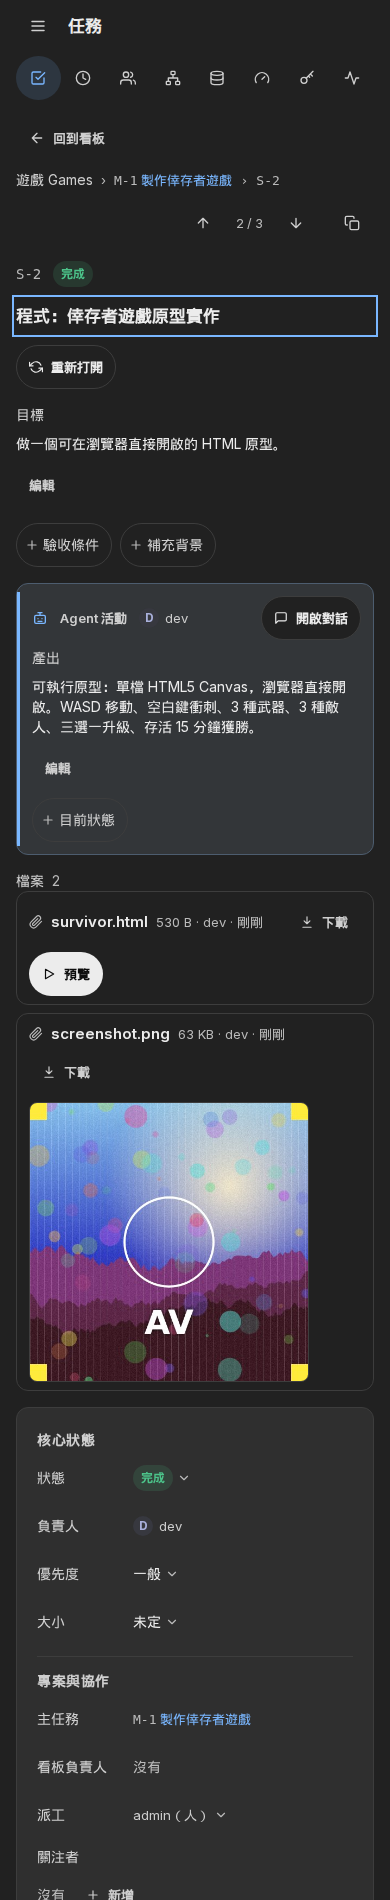 任務
回到看板
遊戲 Games › M-1 製作倖存者遊戲 › S-2
2 / 3
S-2 完成
程式: 倖存者遊戲原型實作
重新打開
目標
做一個可在瀏覽器直接開啟的 HTML 原型。
編輯
驗收條件 補充背景
Agent 活動 D dev 開啟對話
產出
可執行原型: 單檔 HTML5 Canvas, 瀏覽器直接開
啟。WASD 移動、空白鍵衝刺、3 種武器、3 種敵
人、三選一升級、存活 15 分鐘獲勝。
編輯
目前狀態
檔案 2
survivor.html 530 B · dev · 剛剛 下載
預覽
screenshot.png 63 KB · dev · 剛剛
下載
AV
核心狀態
狀態 完成
負責人 D dev
優先度 一般
大小 未定
專案與協作
主任務 M-1 製作倖存者遊戲
看板負責人 沒有
派工 admin（人）
關注者
沒有 新增